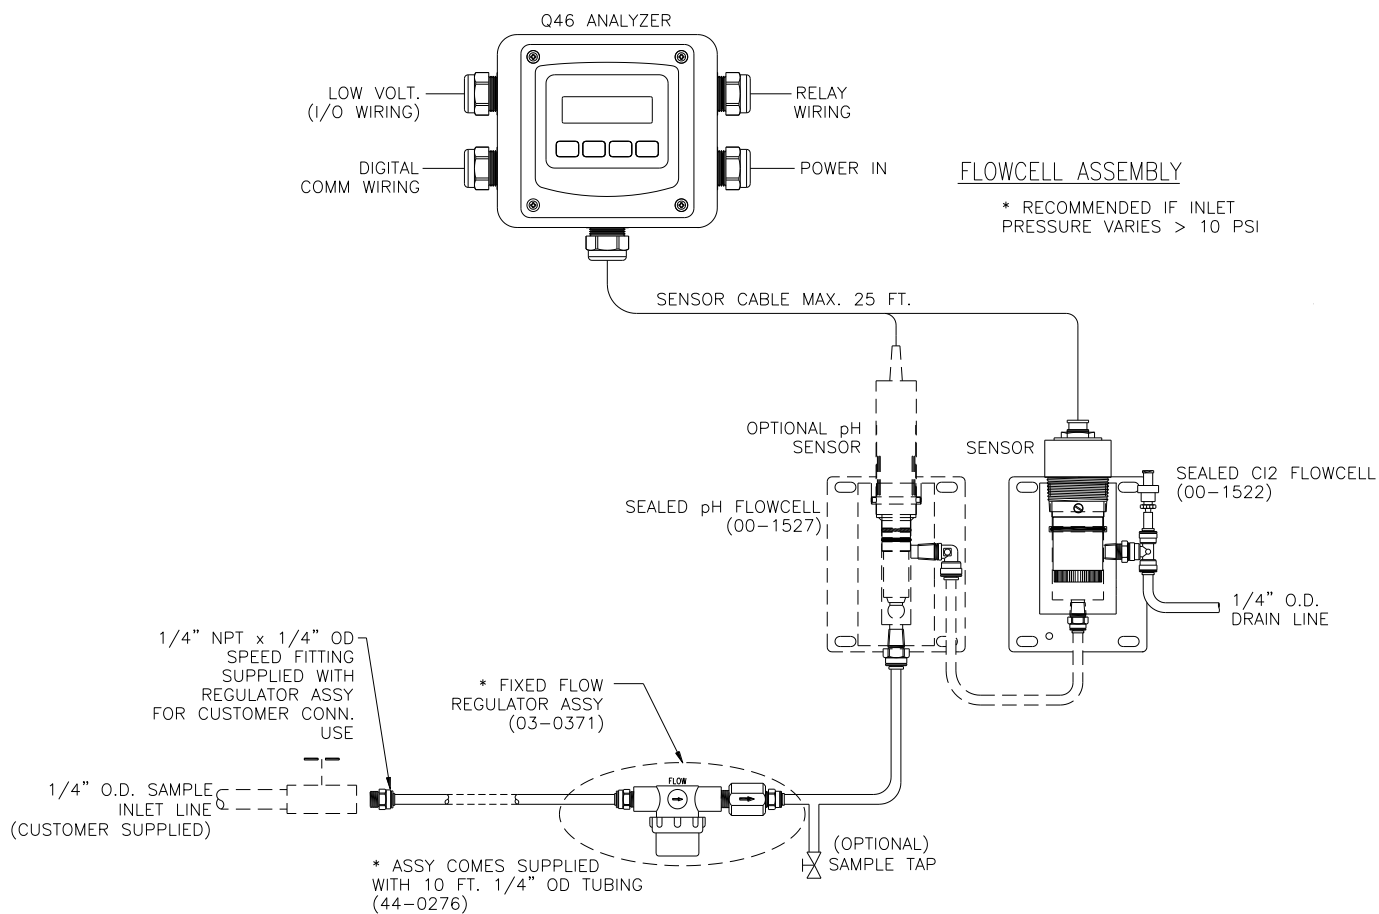 Q46 ANALYZER
LOW VOLT.
(I/O WIRING)
RELAY
WIRING
DIGITAL
COMM WIRING
POWER IN
FLOWCELL ASSEMBLY
* RECOMMENDED IF INLET
PRESSURE VARIES > 10 PSI
SENSOR CABLE MAX. 25 FT.
OPTIONAL pH
SENSOR
SENSOR
SEALED Cl2 FLOWCELL
(00-1522)
SEALED pH FLOWCELL
(00-1527)
1/4" O.D.
DRAIN LINE
1/4" NPT x 1/4" OD
SPEED FITTING
SUPPLIED WITH
REGULATOR ASSY
FOR CUSTOMER CONN.
USE
* FIXED FLOW
REGULATOR ASSY
(03-0371)
FLOW
1/4" O.D. SAMPLE
INLET LINE
(CUSTOMER SUPPLIED)
(OPTIONAL)
SAMPLE TAP
* ASSY COMES SUPPLIED
WITH 10 FT. 1/4" OD TUBING
(44-0276)